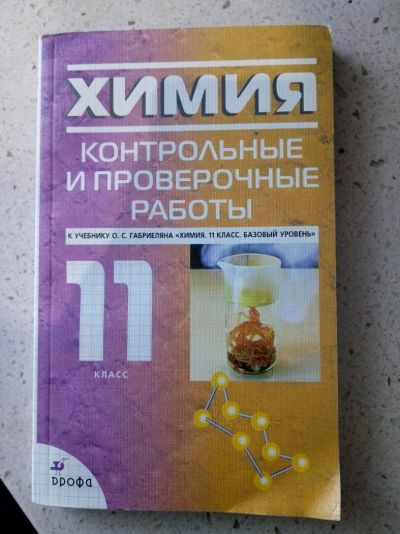 ХИМИЯ
КОНТРОЛЬНЫЕ
И ПРОВЕРОЧНЫЕ
РАБОТЫ
К УЧЕБНИКУ О. С. ГАБРИЕЛЯНА «ХИМИЯ. 11 КЛАСС. БАЗОВЫЙ УРОВЕНЬ»
11
КЛАСС
ДРОФА